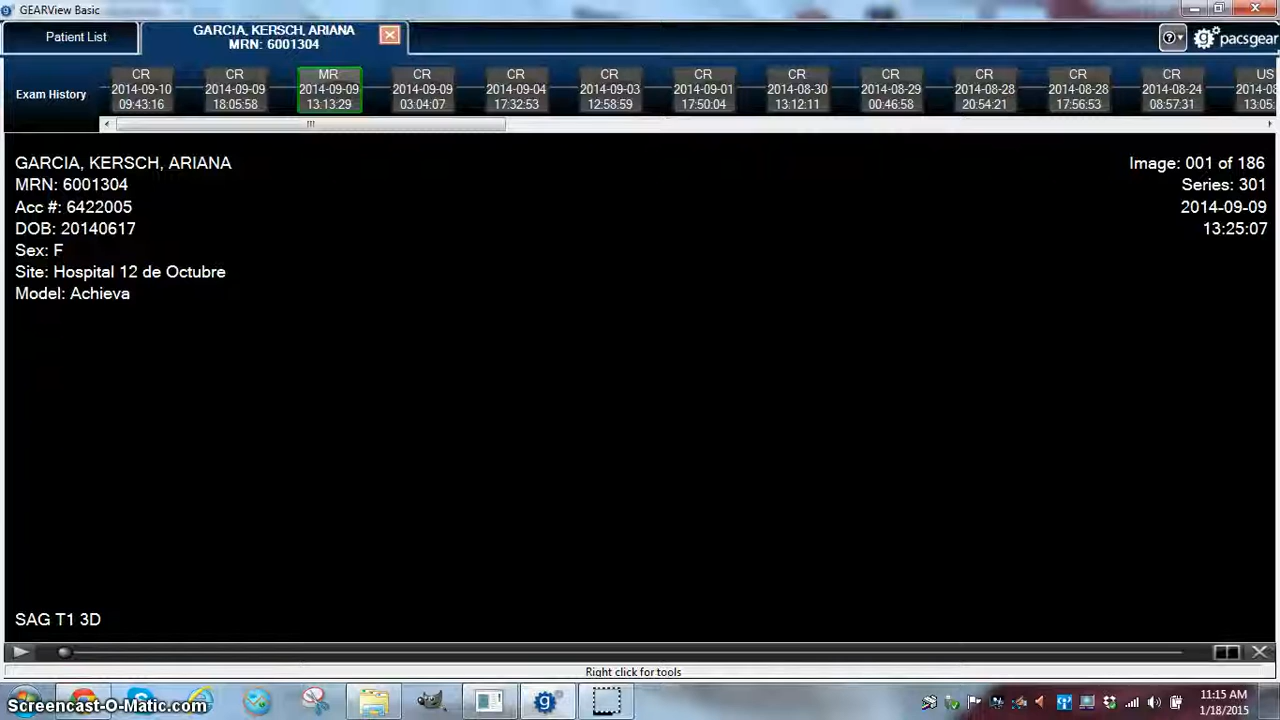 GEARView Basic
Patient List
GARCIA, KERSCH, ARIANA
MRN: 6001304
pacsgear
Exam History
CR
2014-09-10
09:43:16
CR
2014-09-09
18:05:58
MR
2014-09-09
13:13:29
CR
2014-09-09
03:04:07
CR
2014-09-04
17:32:53
CR
2014-09-03
12:58:59
CR
2014-09-01
17:50:04
CR
2014-08-30
13:12:11
CR
2014-08-29
00:46:58
CR
2014-08-28
20:54:21
CR
2014-08-28
17:56:53
CR
2014-08-24
08:57:31
US
2014-0
13:05:
GARCIA, KERSCH, ARIANA
MRN: 6001304
Acc #: 6422005
DOB: 20140617
Sex: F
Site: Hospital 12 de Octubre
Model: Achieva
Image: 001 of 186
Series: 301
2014-09-09
13:25:07
SAG T1 3D
Right click for tools
Screencast-O-Matic.com
11:15 AM
1/18/2015